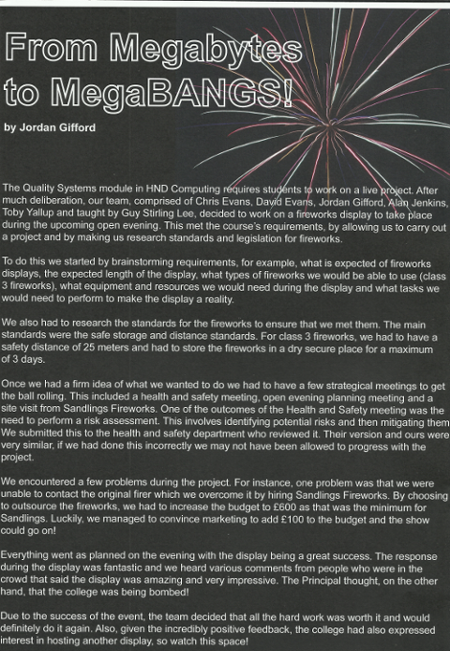 From Megabytes
to MegaBANGS!
by Jordan Gifford
The Quality Systems module in HND Computing requires students to work on a live project. After
much deliberation, our team, comprised of Chris Evans, David Evans, Jordan Gifford, Alan Jenkins,
Toby Yallup and taught by Guy Stirling Lee, decided to work on a fireworks display to take place
during the upcoming open evening. This met the course's requirements, by allowing us to carry out
a project and by making us research standards and legislation for fireworks.
To do this we started by brainstorming requirements, for example, what is expected of fireworks
displays, the expected length of the display, what types of fireworks we would be able to use (class
3 fireworks), what equipment and resources we would need during the display and what tasks we
would need to perform to make the display a reality.
We also had to research the standards for the fireworks to ensure that we met them. The main
standards were the safe storage and distance standards. For class 3 fireworks, we had to have a
safety distance of 25 meters and had to store the fireworks in a dry secure place for a maximum
of 3 days.
Once we had a firm idea of what we wanted to do we had to have a few strategical meetings to get
the ball rolling. This included a health and safety meeting, open evening planning meeting and a
site visit from Sandlings Fireworks. One of the outcomes of the Health and Safety meeting was the
need to perform a risk assessment. This involves identifying potential risks and then mitigating them
We submitted this to the health and safety department who reviewed it. Their version and ours were
very similar, if we had done this incorrectly we may not have been allowed to progress with the
project.
We encountered a few problems during the project. For instance, one problem was that we were
unable to contact the original firer which we overcome it by hiring Sandlings Fireworks. By choosing
to outsource the fireworks, we had to increase the budget to £600 as that was the minimum for
Sandlings. Luckily, we managed to convince marketing to add £100 to the budget and the show
could go on!
Everything went as planned on the evening with the display being a great success. The response
during the display was fantastic and we heard various comments from people who were in the
crowd that said the display was amazing and very impressive. The Principal thought, on the other
hand, that the college was being bombed!
Due to the success of the event, the team decided that all the hard work was worth it and would
definitely do it again. Also, given the incredibly positive feedback, the college had also expressed
interest in hosting another display, so watch this space!